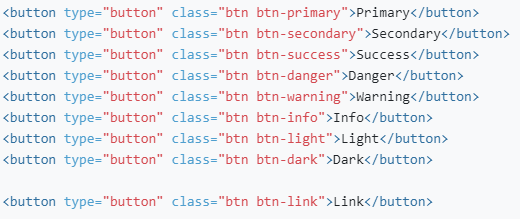 <button type="button" class="btn btn-primary">Primary</button>
<button type="button" class="btn btn-secondary">Secondary</button>
<button type="button" class="btn btn-success">Success</button>
<button type="button" class="btn btn-danger">Danger</button>
<button type="button" class="btn btn-warning">Warning</button>
<button type="button" class="btn btn-info">Info</button>
<button type="button" class="btn btn-light">Light</button>
<button type="button" class="btn btn-dark">Dark</button>
<button type="button" class="btn btn-link">Link</button>